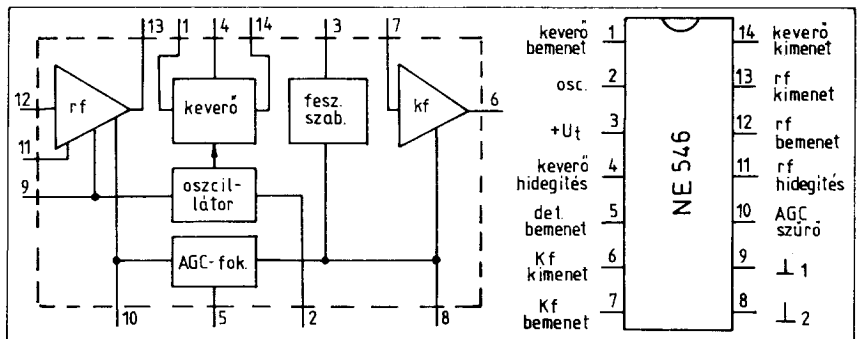 13 1 4 14 3 7
12
rf
keverő
fesz.
szab.
kf
6
11
9
oszcil-
látor
AGC-fok.
10 5 2 8
keverő
bemenet
1
osc.
2
+Ut
3
keverő
hidegítés
4
det.
bemenet
5
Kf
kimenet
6
Kf
bemenet
7
NE546
14
keverő
kimenet
13
rf
kimenet
12
rf
bemenet
11
rf
hidegítés
10
AGC
szűrő
9
⊥1
8
⊥2